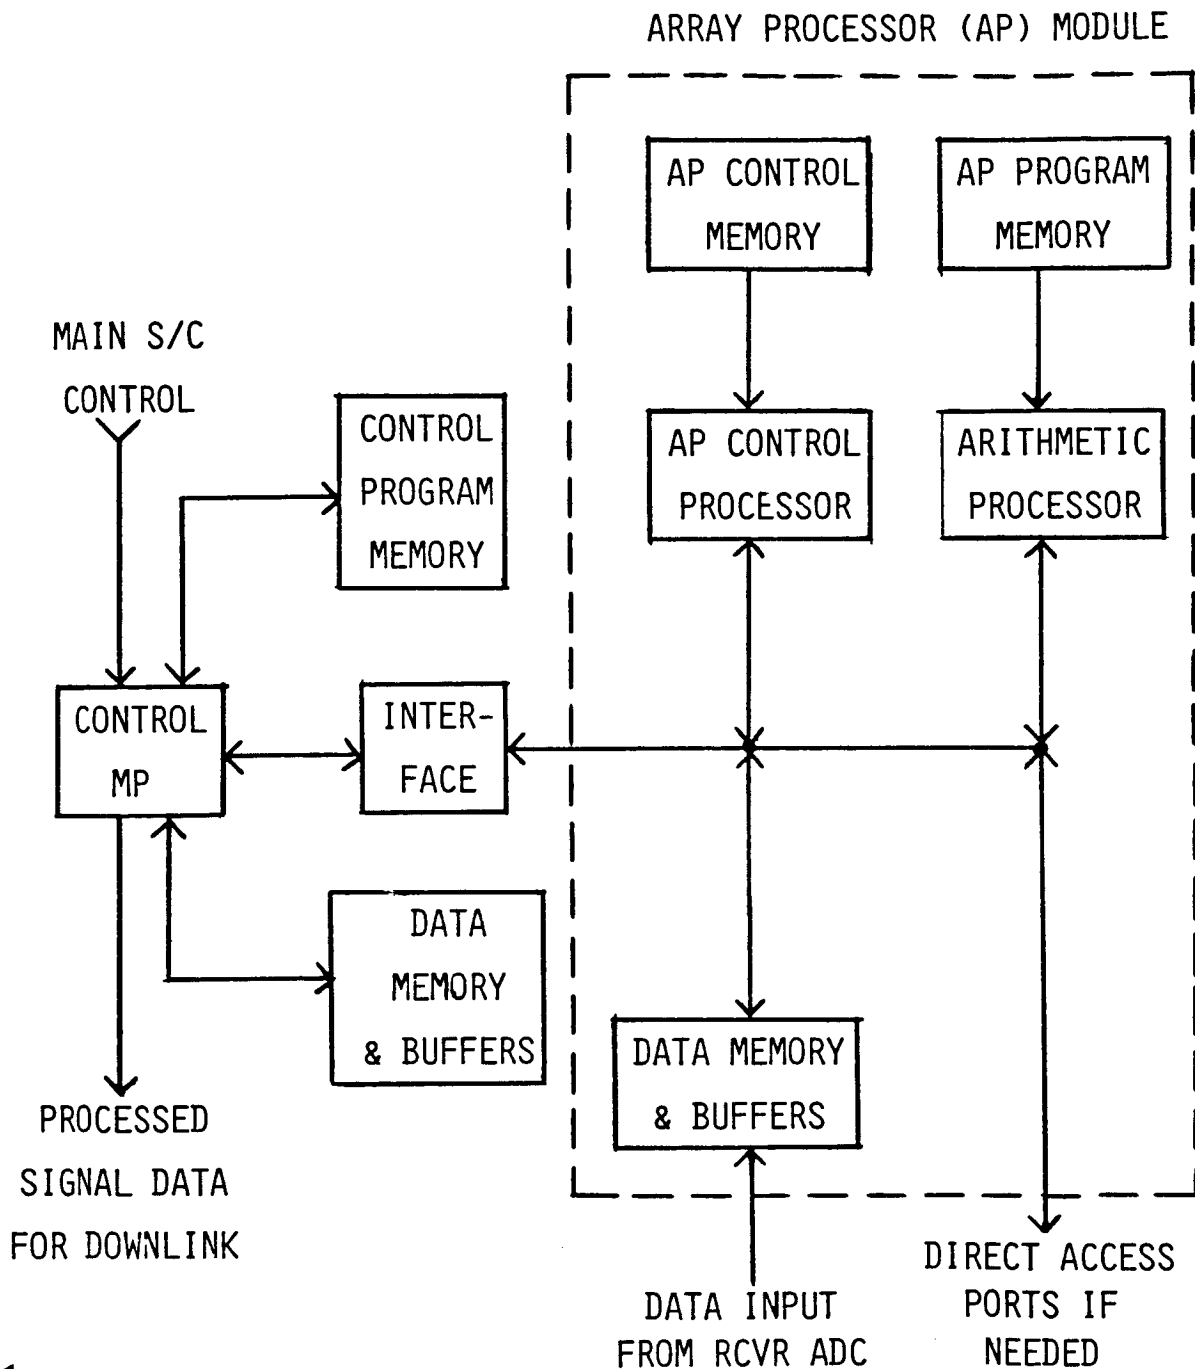 ARRAY PROCESSOR (AP) MODULE
AP CONTROL
MEMORY
AP PROGRAM
MEMORY
MAIN S/C
CONTROL
CONTROL
PROGRAM
MEMORY
AP CONTROL
PROCESSOR
ARITHMETIC
PROCESSOR
CONTROL
MP
INTER-
FACE
DATA
MEMORY
& BUFFERS
DATA MEMORY
& BUFFERS
PROCESSED
SIGNAL DATA
FOR DOWNLINK
DATA INPUT
FROM RCVR ADC
DIRECT ACCESS
PORTS IF
NEEDED